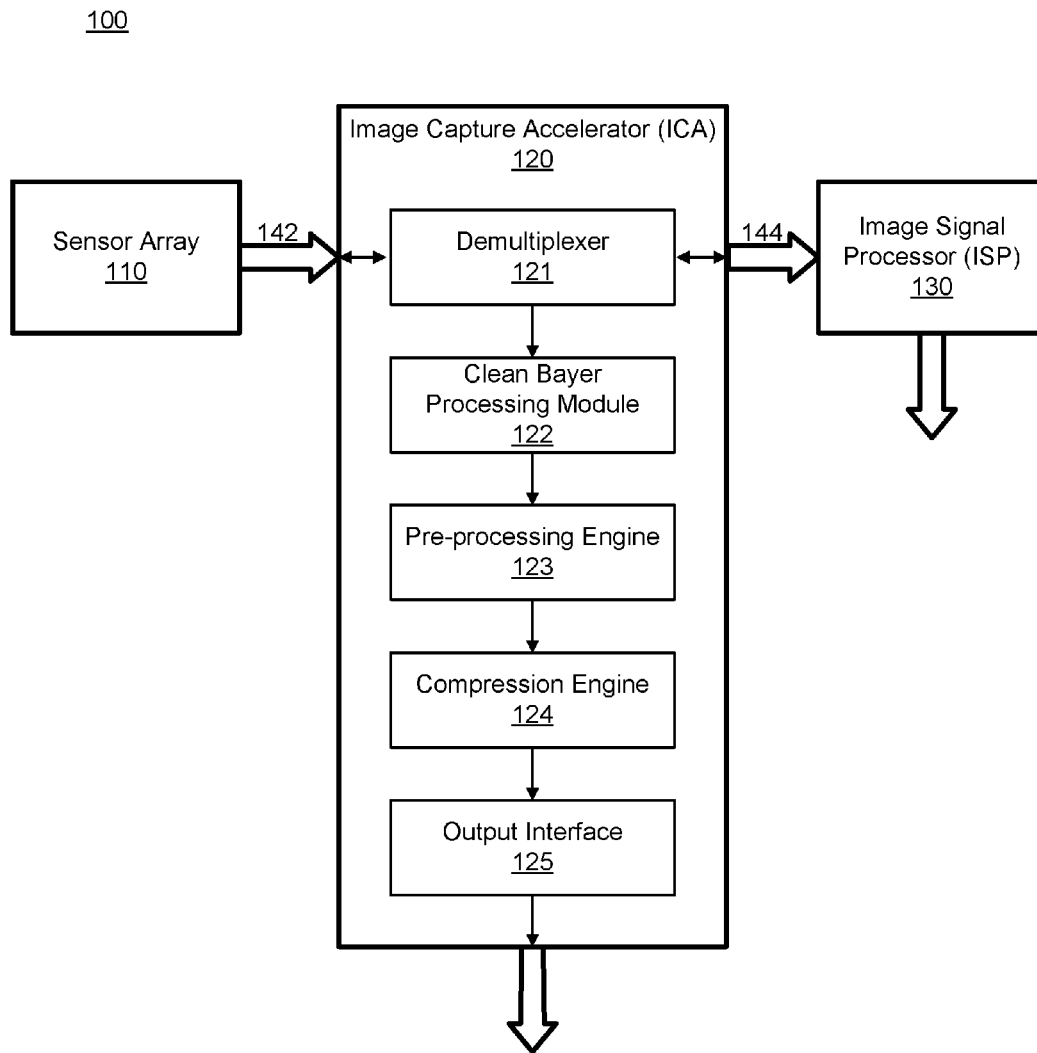 100
Image Capture Accelerator (ICA)
120
Sensor Array
110
142
Demultiplexer
121
144
Image Signal
Processor (ISP)
130
Clean Bayer
Processing Module
122
Pre-processing Engine
123
Compression Engine
124
Output Interface
125